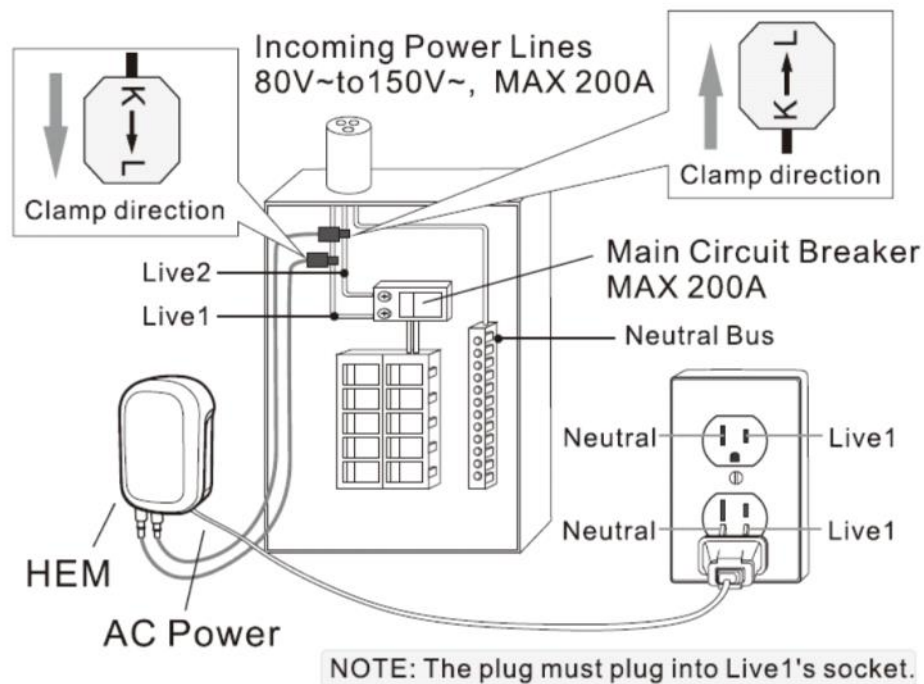 Incoming Power Lines
80V~to150V~, MAX 200A
K → L
Clamp direction
K → L
Clamp direction
Live2
Live1
Main Circuit Breaker
MAX 200A
Neutral Bus
Neutral
Live1
Neutral
Live1
HEM
AC Power
NOTE: The plug must plug into Live1's socket.